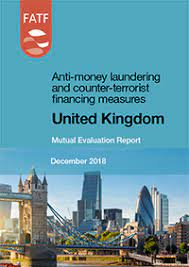 FATF
Anti-money laundering
and counter-terrorist
financing measures
United Kingdom
Mutual Evaluation Report
December 2018